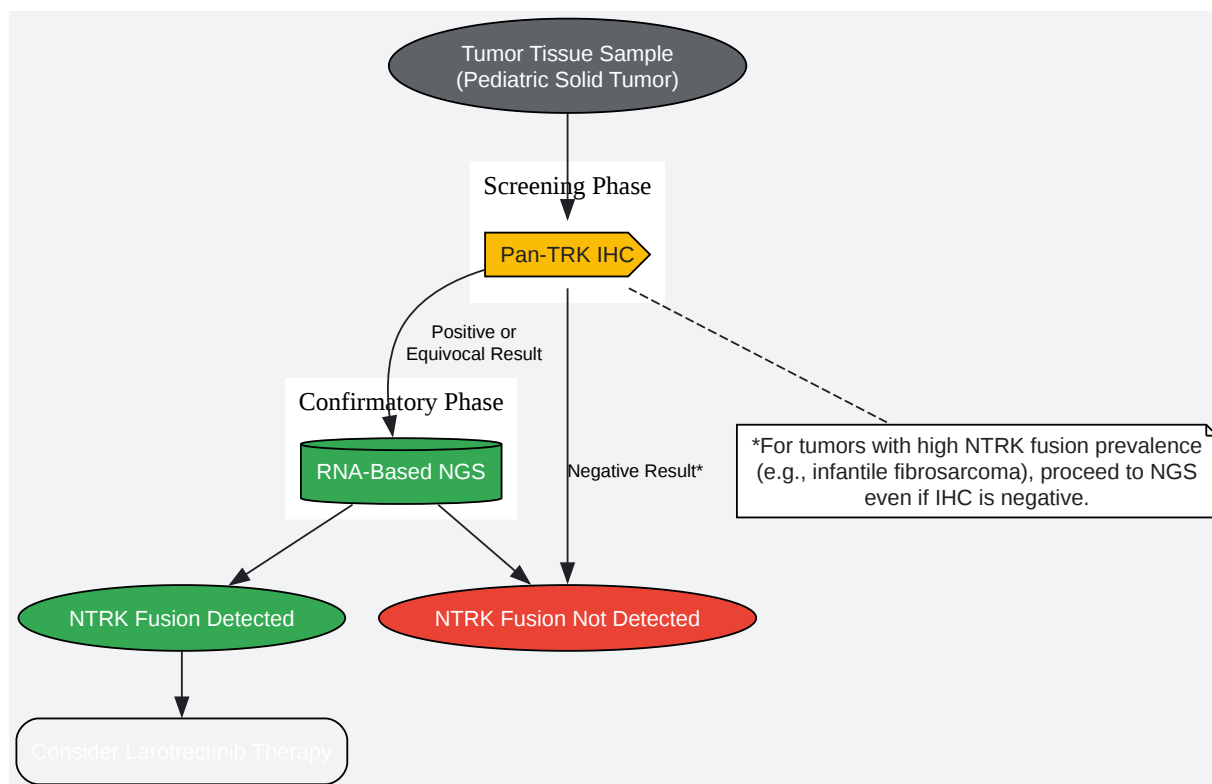 Tumor Tissue Sample
(Pediatric Solid Tumor)
Screening Phase
Pan-TRK IHC
Positive or
Equivocal Result
Confirmatory Phase
RNA-Based NGS
Negative Result*
*For tumors with high NTRK fusion prevalence
(e.g., infantile fibrosarcoma), proceed to NGS
even if IHC is negative.
NTRK Fusion Detected
NTRK Fusion Not Detected
Consider Larotrectinib Therapy